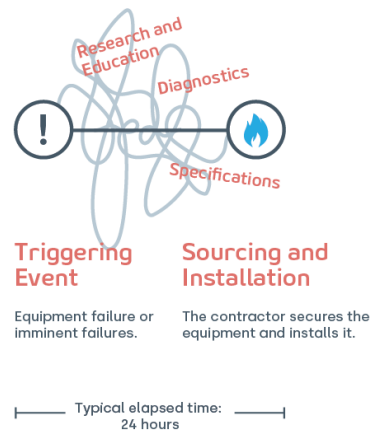 Research and
Education
Diagnostics
!
Specifications
Triggering
Event
Equipment failure or
imminent failures.
Sourcing and
Installation
The contractor secures the
equipment and installs it.
Typical elapsed time:
24 hours